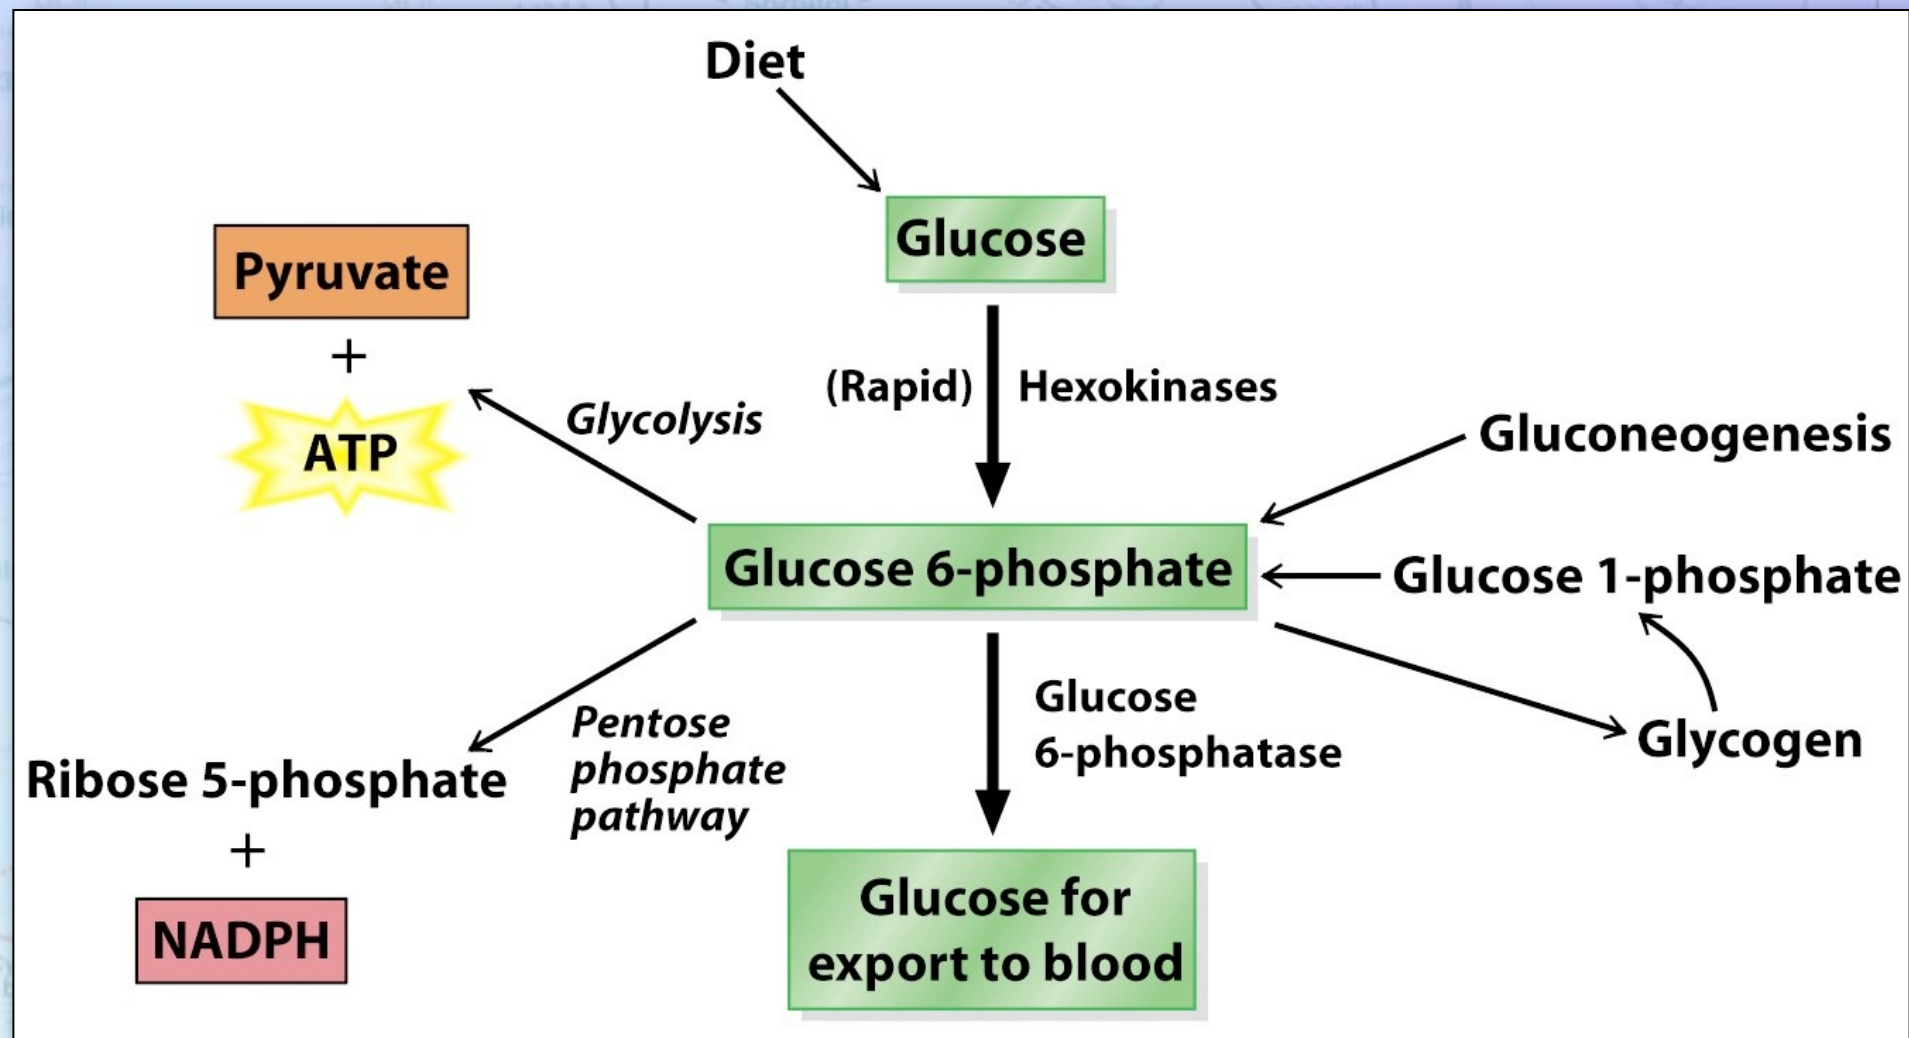 Diet
Glucose
Pyruvate
+
ATP
Glycolysis
(Rapid)
Hexokinases
Gluconeogenesis
Glucose 6-phosphate
Glucose 1-phosphate
Glycogen
Pentose
phosphate
pathway
Glucose
6-phosphatase
Ribose 5-phosphate
+
NADPH
Glucose for
export to blood